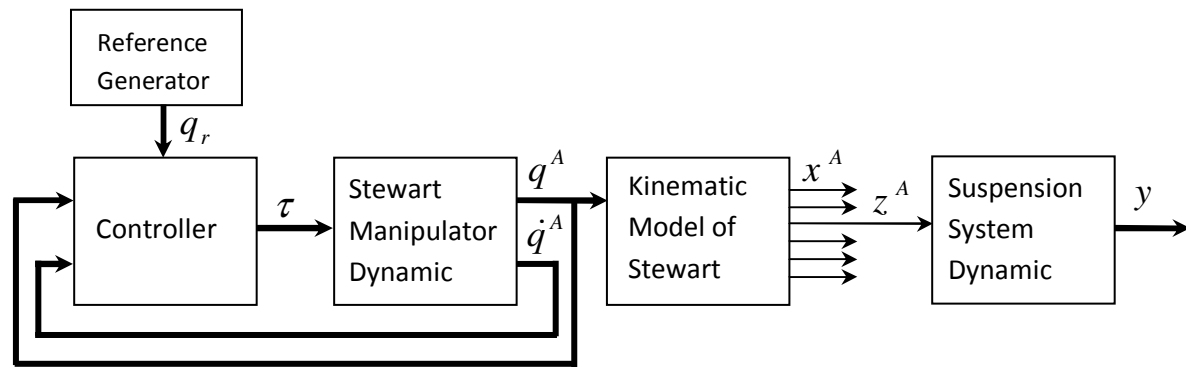 Reference
Generator
q_r
Controller
τ
Stewart
Manipulator
Dynamic
q^A
q̇^A
Kinematic
Model of
Stewart
x^A
z^A
Suspension
System
Dynamic
y